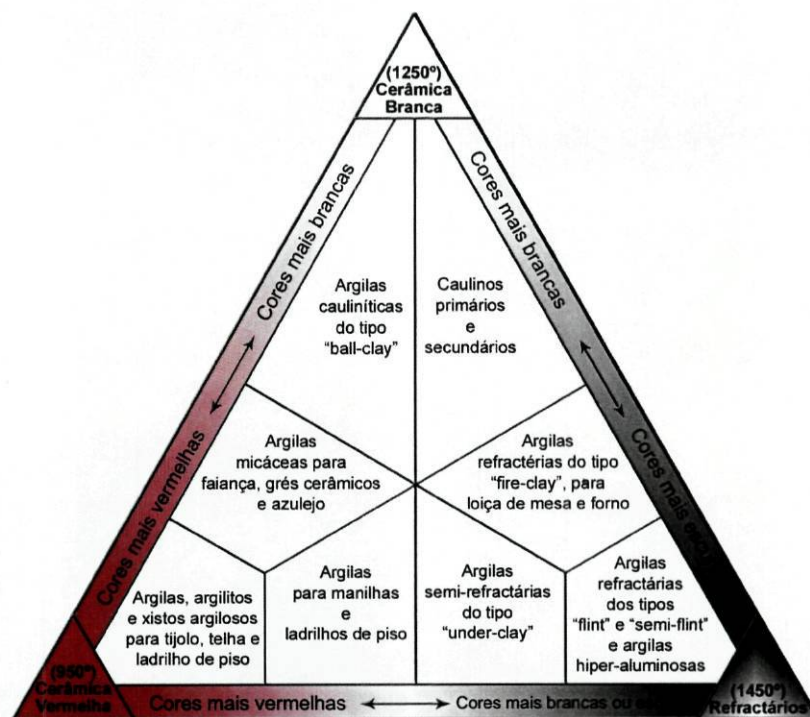 (1250º)
Cerâmica
Branca
Cores mais brancas
Cores mais brancas
Argilas
cauliníticas
do tipo
“ball-clay”
Caulinos
primários
e
secundários
Cores mais vermelhas
Argilas
micáceas para
faiança, grés cerâmicos
e azulejo
Argilas
refractérias do tipo
“fire-clay”, para
loiça de mesa e forno
Cores mais
Argilas, argilitos
e xistos argilosos
para tijolo, telha e
ladrilho de piso
Argilas
para manilhas
e
ladrilhos de piso
Argilas
semi-refractárias
do tipo
“under-clay”
Argilas
refractárias
dos tipos
“flint” e “semi-flint”
e argilas
hiper-aluminosas
(950º)
Cerâmica
Vermelha
Cores mais vermelhas
Cores mais brancas ou
(1450º)
Refractários